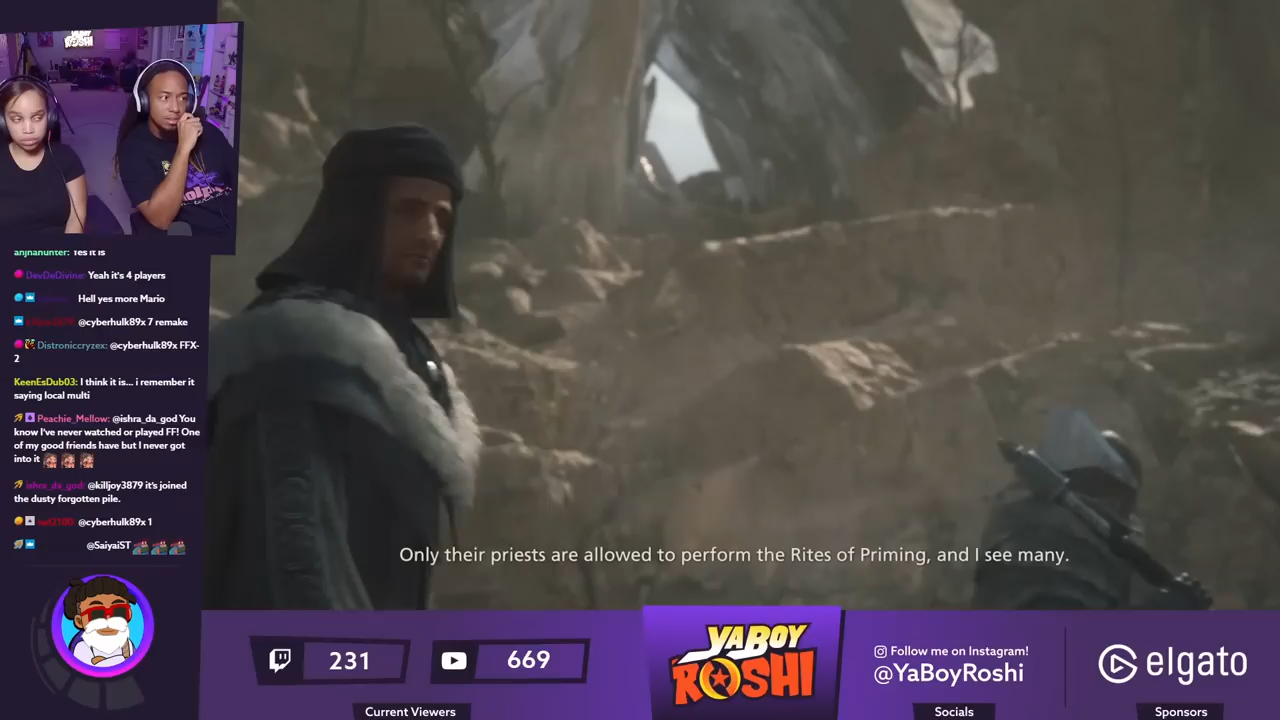 YABOY
ROSHI
anjnanunter: Yes it is
DevDeDivine: Yeah it's 4 players
Hell yes more Mario
@cyberhulk89x 7 remake
Distroniccryzex: @cyberhulk89x FFX-
2
KeenEsDub03: I think it is... i remember it
saying local multi
Peachie_Mellow: @ishra_da_god You
know I've never watched or played FF! One
of my good friends have but I never got
into it
ishra_da_god: @killjoy3879 it's joined
the dusty forgotten pile.
@cyberhulk89x 1
@SaiyaiST
Only their priests are allowed to perform the Rites of Priming, and I see many.
231
669
Current Viewers
YABOY
ROSHI
Follow me on Instagram!
@YaBoyRoshi
Socials
elgato
Sponsors